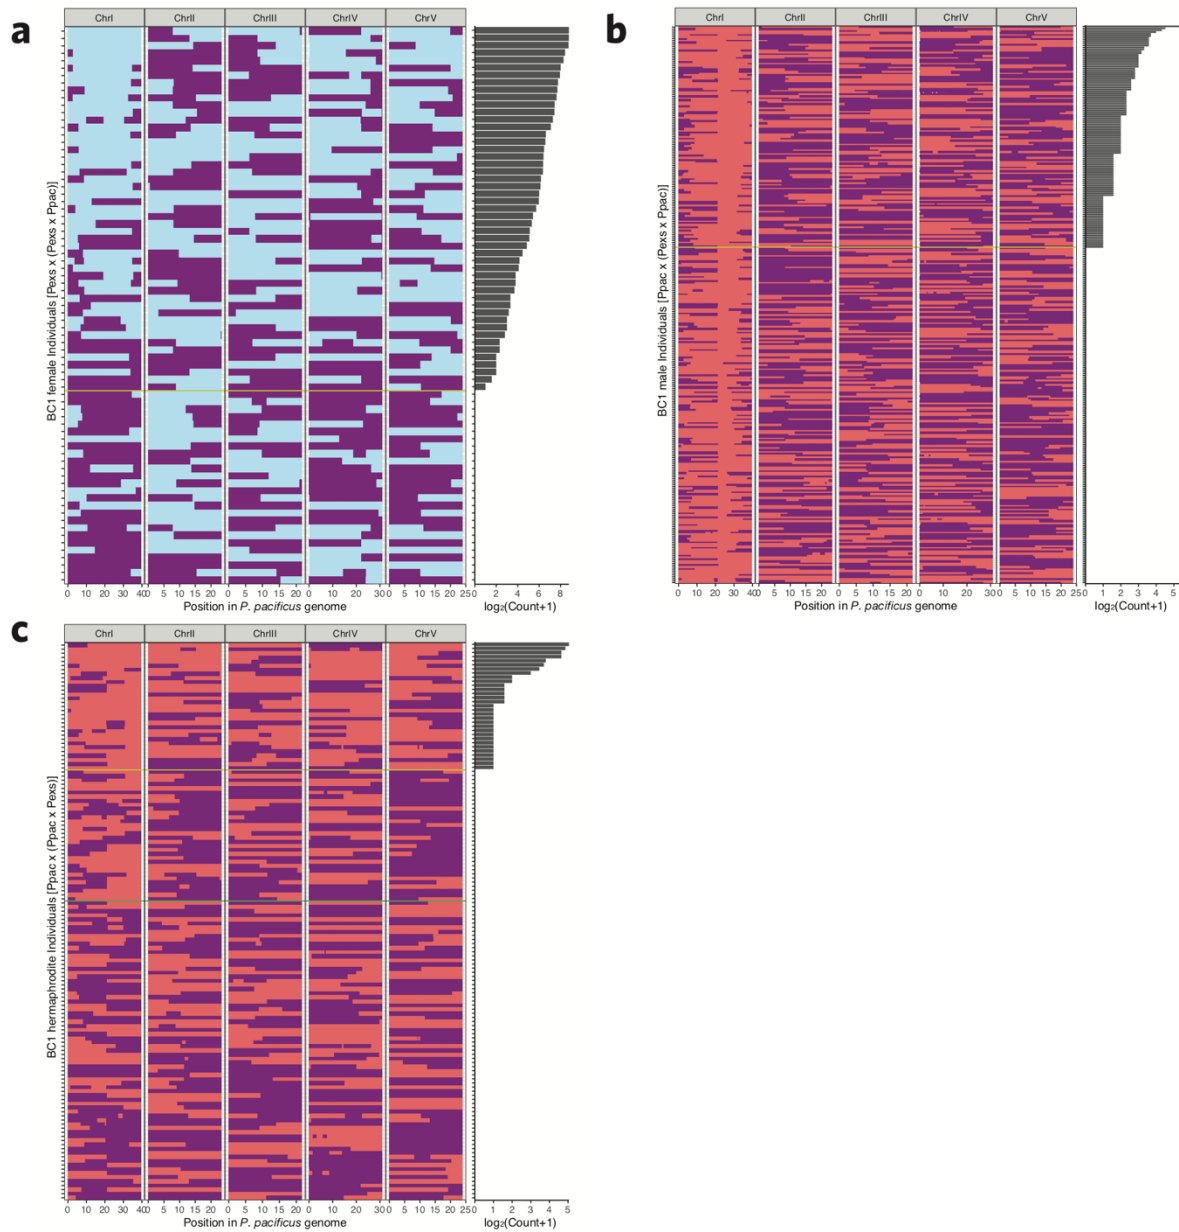 a
ChrI ChrII ChrIII ChrIV ChrV
BC1 female Individuals [Pexs x (Pexs x Ppac)]
0 10 20 30 40 0 5 10 15 20 0 5 10 15 20 0 10 20 30 0 5 10 15 20 25 0 2 4 6 8
Position in P. pacificus genome
log2(Count+1)
b
ChrI ChrII ChrIII ChrIV ChrV
BC1 male Individuals [Ppac x (Pexs x Ppac)]
0 10 20 30 40 0 5 10 15 20 0 5 10 15 20 0 10 20 30 0 5 10 15 20 25 0 1 2 3 4 5
Position in P. pacificus genome
log2(Count+1)
c
ChrI ChrII ChrIII ChrIV ChrV
BC1 hermaphrodite Individuals [Ppac x (Ppac x Pexs)]
0 10 20 30 40 0 5 10 15 20 0 5 10 15 20 0 10 20 30 0 5 10 15 20 25 0 1 2 3 4 5
Position in P. pacificus genome
log2(Count+1)